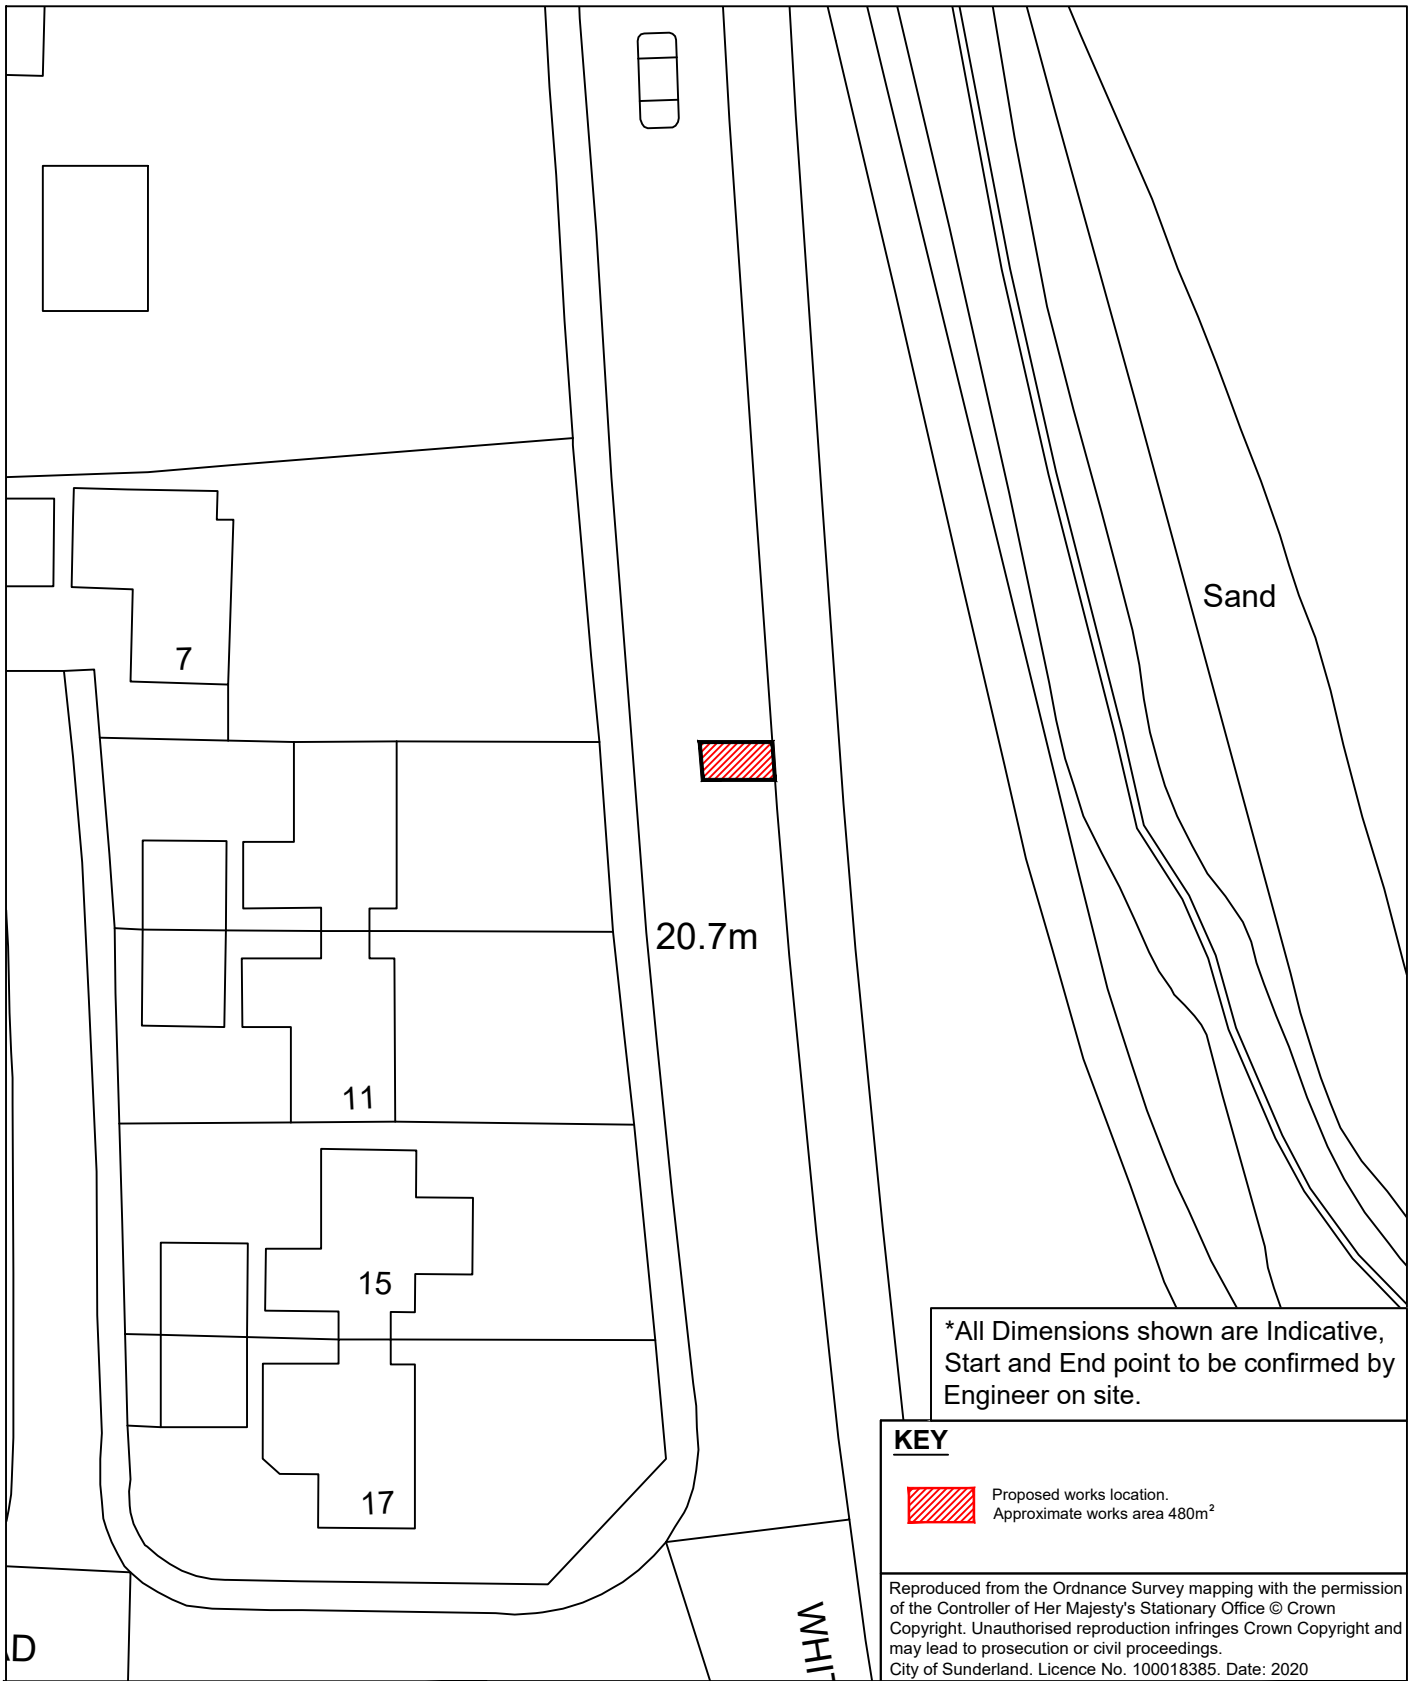 Sand
7
20.7m
11
15
17
*All Dimensions shown are Indicative,
Start and End point to be confirmed by
Engineer on site.
KEY
Proposed works location.
Approximate works area 480m²
Reproduced from the Ordnance Survey mapping with the permission
of the Controller of Her Majesty's Stationary Office © Crown
Copyright. Unauthorised reproduction infringes Crown Copyright and
may lead to prosecution or civil proceedings.
City of Sunderland. Licence No. 100018385. Date: 2020